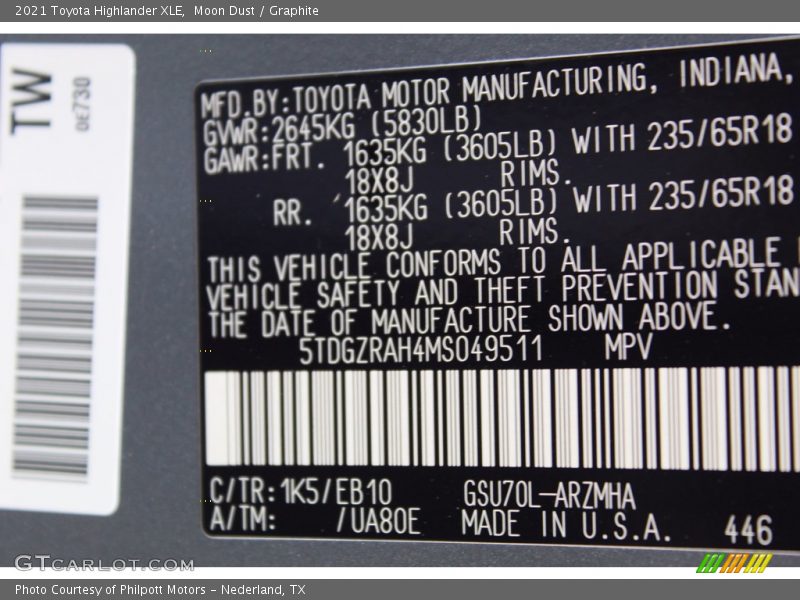 2021 Toyota Highlander XLE,  Moon Dust / Graphite
TW
0E730
MFD.BY:TOYOTA MOTOR MANUFACTURING, INDIANA,
GVWR:2645KG (5830LB)
GAWR:FRT. 1635KG (3605LB) WITH 235/65R18
18X8J RIMS.
RR. 1635KG (3605LB) WITH 235/65R18
18X8J RIMS.
THIS VEHICLE CONFORMS TO ALL APPLICABLE
VEHICLE SAFETY AND THEFT PREVENTION STAN
THE DATE OF MANUFACTURE SHOWN ABOVE.
5TDGZRAH4MS049511 MPV
C/TR:1K5/EB10 GSU70L-ARZMHA
A/TM: /UA80E MADE IN U.S.A. 446
GTCARLOT.COM
Photo Courtesy of Philpott Motors - Nederland, TX